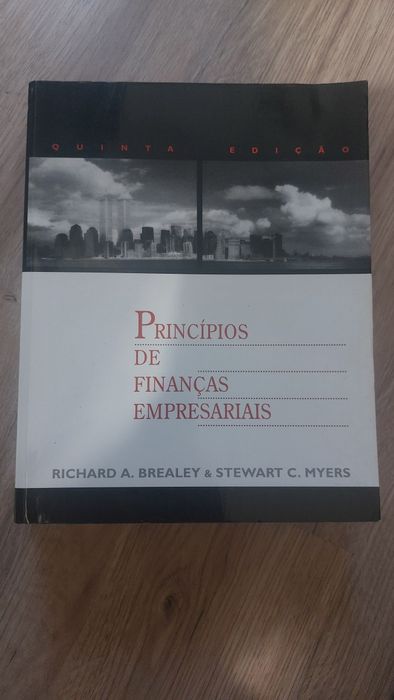 QUINTA EDIÇÃO
PRINCÍPIOS
DE
FINANÇAS
EMPRESARIAIS
RICHARD A. BREALEY & STEWART C. MYERS